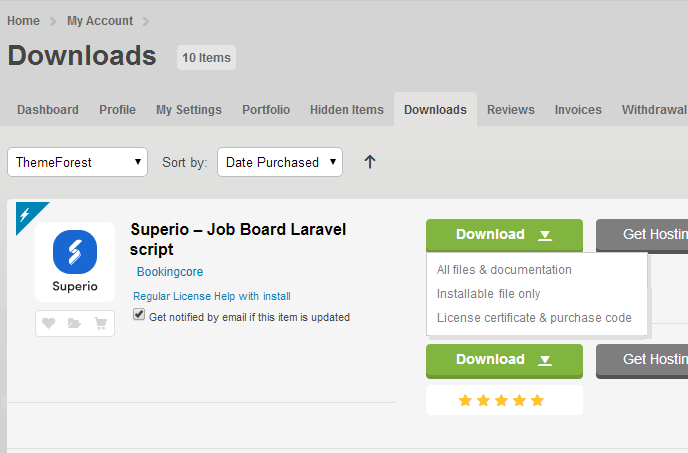 Home My Account
Downloads 10 Items
Dashboard Profile My Settings Portfolio Hidden Items Downloads Reviews Invoices Withdrawal
ThemeForest Sort by: Date Purchased
Superio – Job Board Laravel
script
Bookingcore
Superio
Regular License Help with install
Get notified by email if this item is updated
Download Get Hostin
All files & documentation
Installable file only
License certificate & purchase code
Download Get Hostin